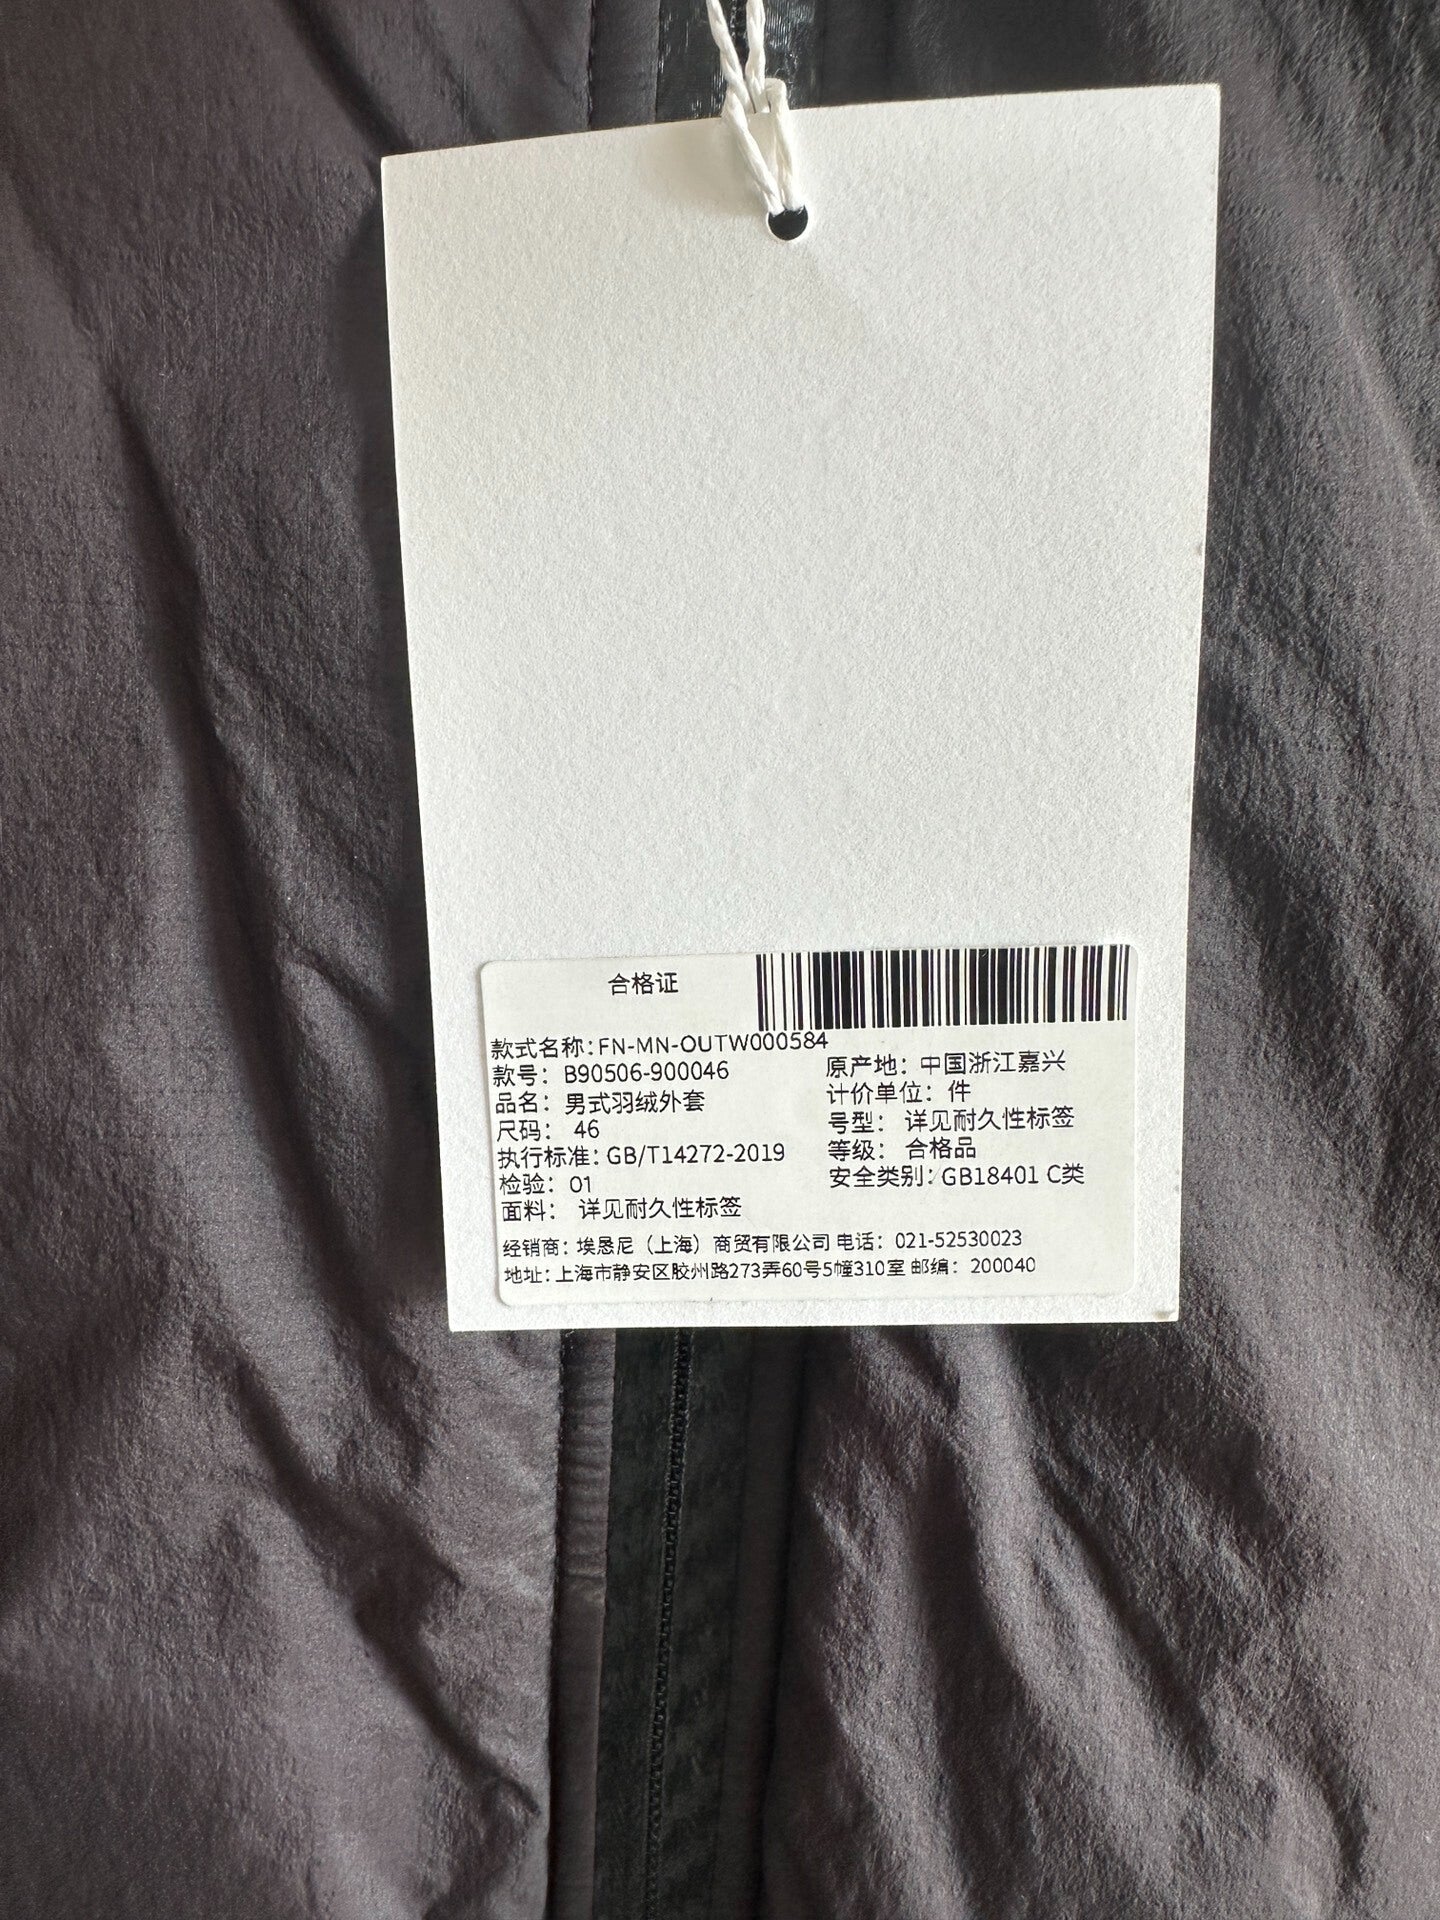 合格证
款式名称:FN-MN-OUTW000584
款号： B90506-900046
品名： 男式羽绒外套
尺码： 46
执行标准: GB/T14272-2019
检验： 01
面料： 详见耐久性标签
原产地： 中国浙江嘉兴
计价单位： 件
号型： 详见耐久性标签
等级： 合格品
安全类别: GB18401 C类
经销商: 埃恳尼（上海）商贸有限公司 电话： 021-52530023
地址: 上海市静安区胶州路273弄60号5幢310室 邮编： 200040